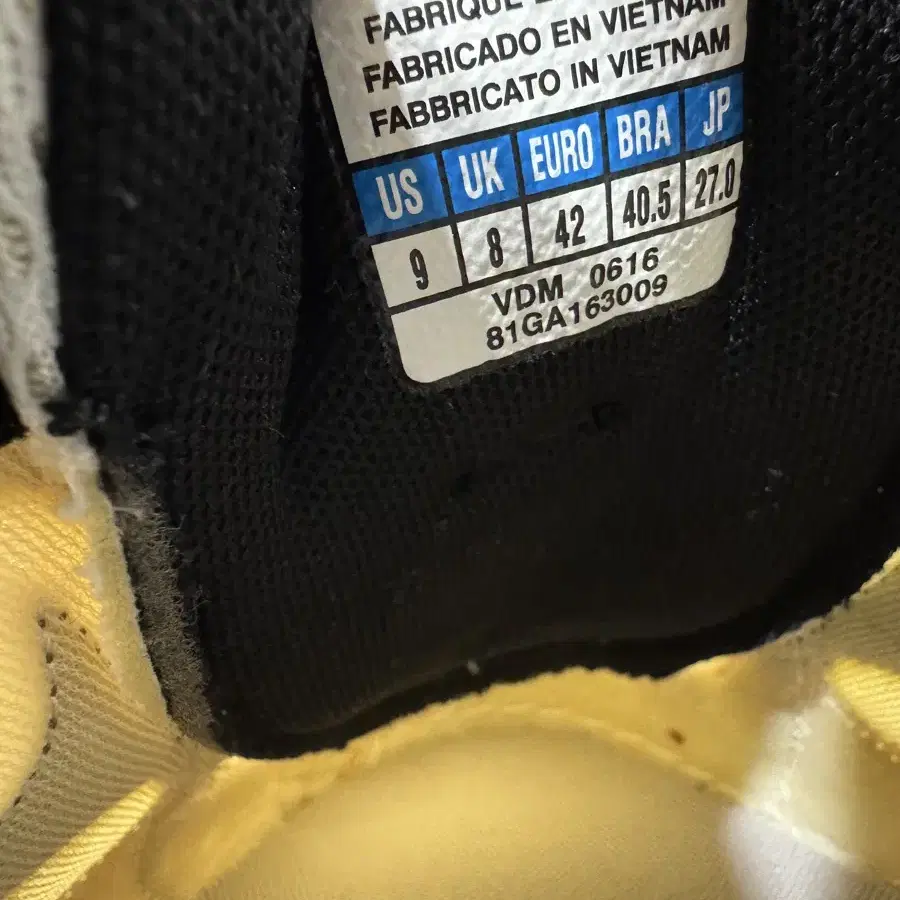 FABRIQUÉ
FABRICADO EN VIETNAM
FABBRICATO IN VIETNAM
US UK EURO BRA JP
9 8 42 40.5 27.0
VDM 0616
81GA163009